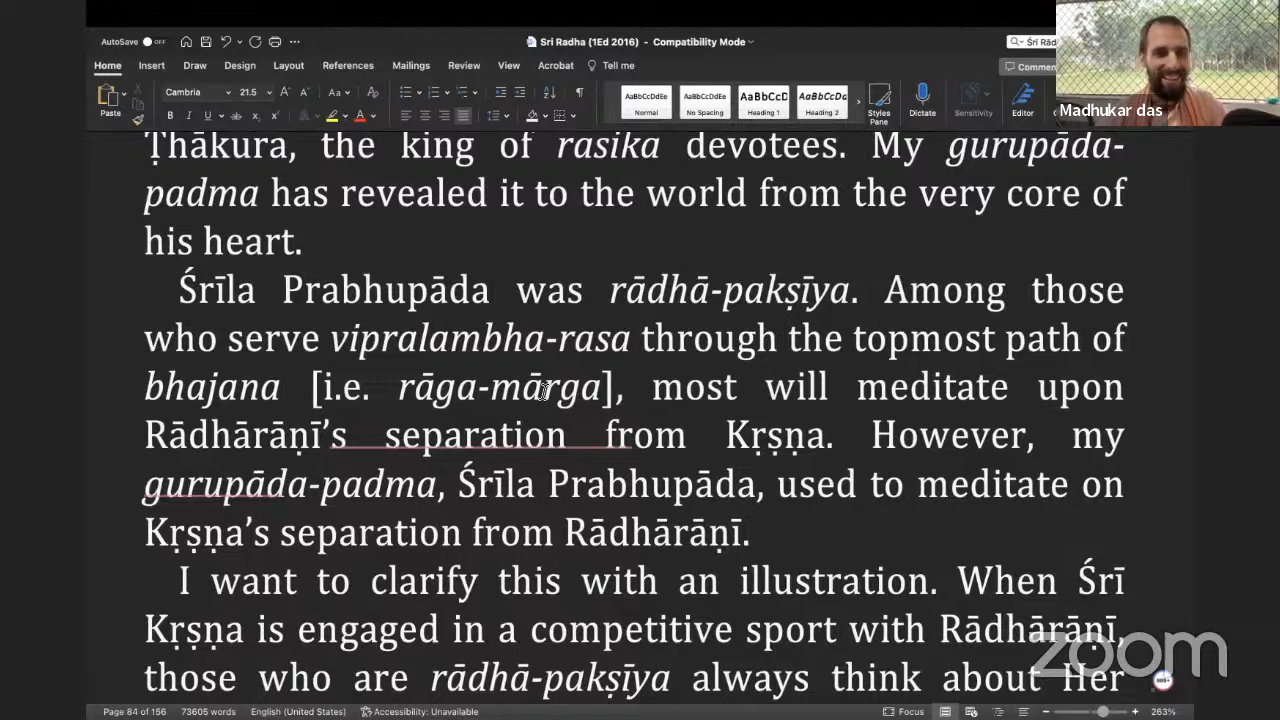 AutoSave OFF
Sri Radha (1Ed 2016) - Compatibility Mode
Śrī Rād
Home Insert Draw Design Layout References Mailings Review View Acrobat Tell me
Comment
Paste
Cambria 21.5
AaBbCcDdEe Normal
AaBbCcDdEe No Spacing
AaBbCcD Heading 1
AaBbCcDdE Heading 2
Styles Pane
Dictate
Sensitivity
Editor
Madhukar das
Ṭhākura, the king of rasika devotees. My gurupāda-
padma has revealed it to the world from the very core of
his heart.
Śrīla Prabhupāda was rādhā-pakṣīya. Among those
who serve vipralambha-rasa through the topmost path of
bhajana [i.e. rāga-mārga], most will meditate upon
Rādhārāṇī’s separation from Kṛṣṇa. However, my
gurupāda-padma, Śrīla Prabhupāda, used to meditate on
Kṛṣṇa’s separation from Rādhārāṇī.
I want to clarify this with an illustration. When Śrī
Kṛṣṇa is engaged in a competitive sport with Rādhārāṇī,
those who are rādhā-pakṣīya always think about Her
zoom
Page 84 of 156 73605 words English (United States) Accessibility: Unavailable Focus 263%